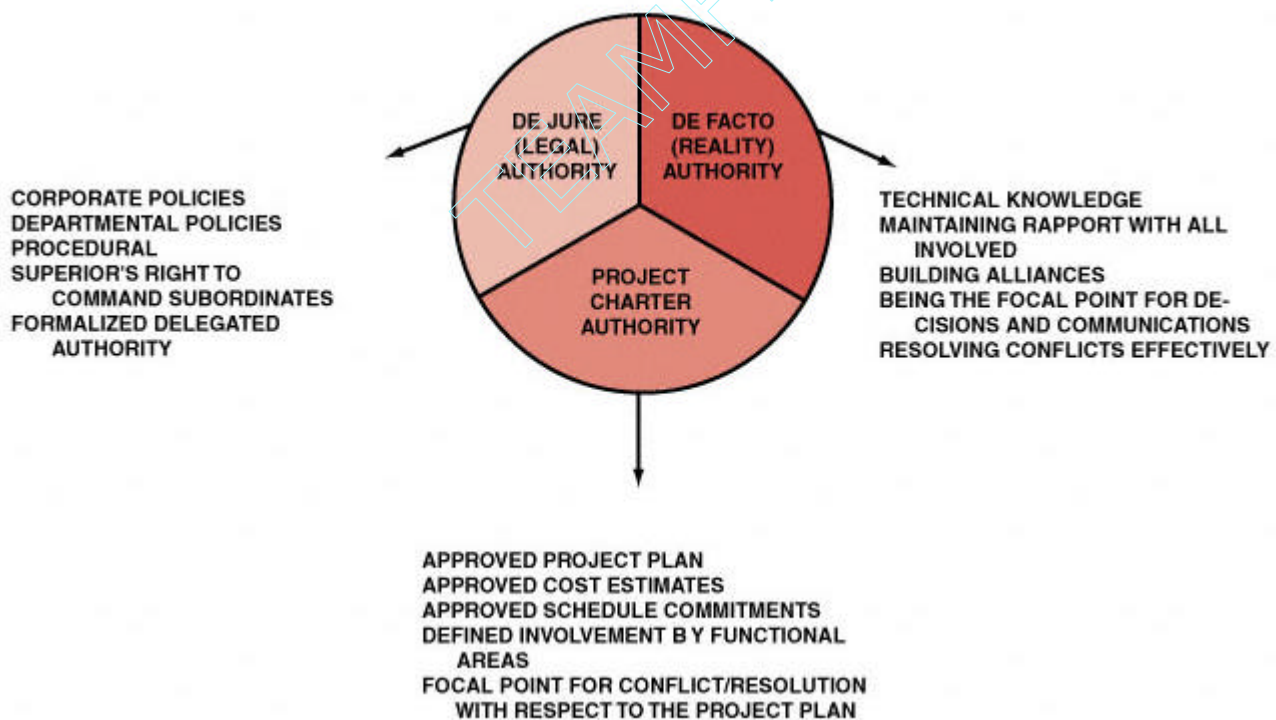 DE JURE
(LEGAL)
AUTHORITY
DE FACTO
(REALITY)
AUTHORITY
PROJECT
CHARTER
AUTHORITY
CORPORATE POLICIES
DEPARTMENTAL POLICIES
PROCEDURAL
SUPERIOR'S RIGHT TO
COMMAND SUBORDINATES
FORMALIZED DELEGATED
AUTHORITY
TECHNICAL KNOWLEDGE
MAINTAINING RAPPORT WITH ALL
INVOLVED
BUILDING ALLIANCES
BEING THE FOCAL POINT FOR DE-
CISIONS AND COMMUNICATIONS
RESOLVING CONFLICTS EFFECTIVELY
APPROVED PROJECT PLAN
APPROVED COST ESTIMATES
APPROVED SCHEDULE COMMITMENTS
DEFINED INVOLVEMENT B Y FUNCTIONAL
AREAS
FOCAL POINT FOR CONFLICT/RESOLUTION
WITH RESPECT TO THE PROJECT PLAN